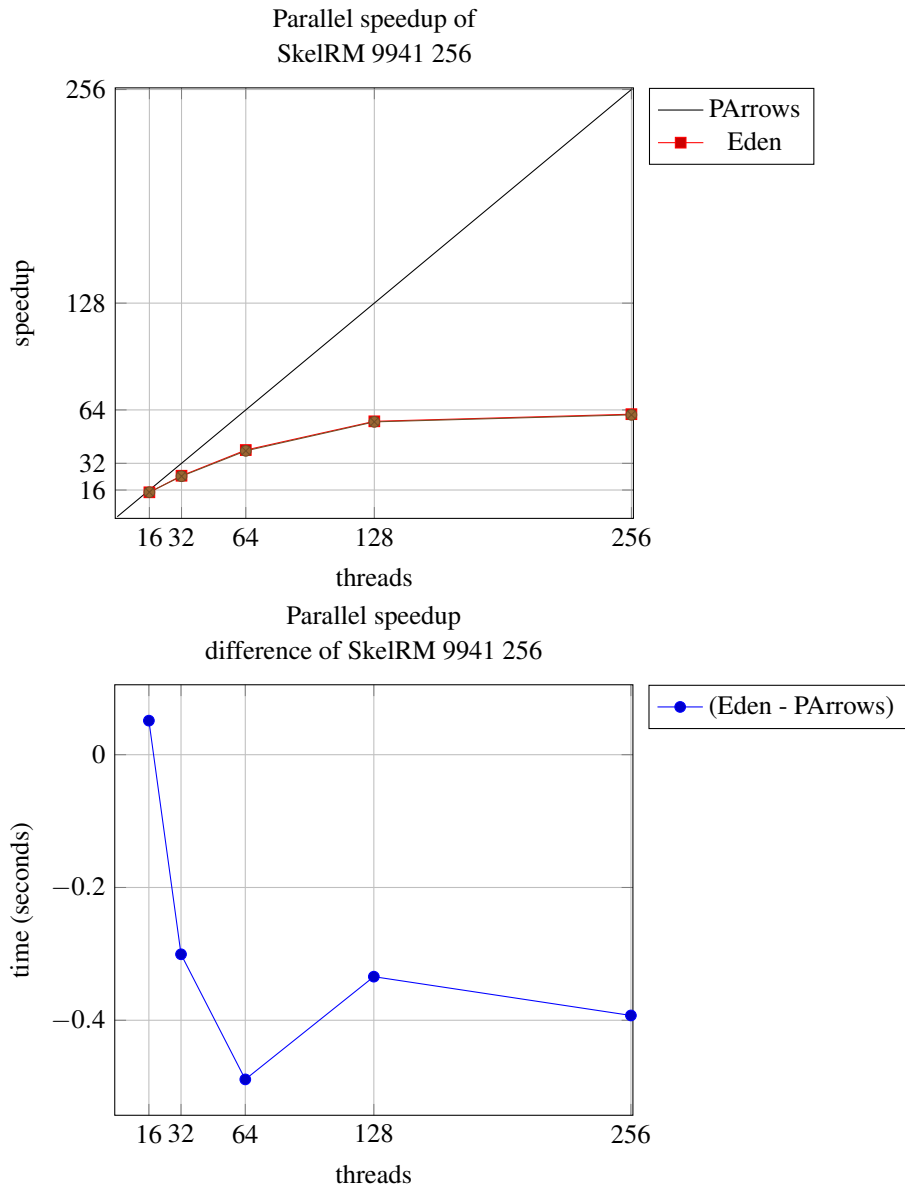 Parallel speedup of
SkelRM 9941 256
256
128
64
32
16
speedup
16 32 64 128 256
threads
PArrows
Eden
Parallel speedup
difference of SkelRM 9941 256
0
−0.2
−0.4
time (seconds)
16 32 64 128 256
threads
(Eden - PArrows)